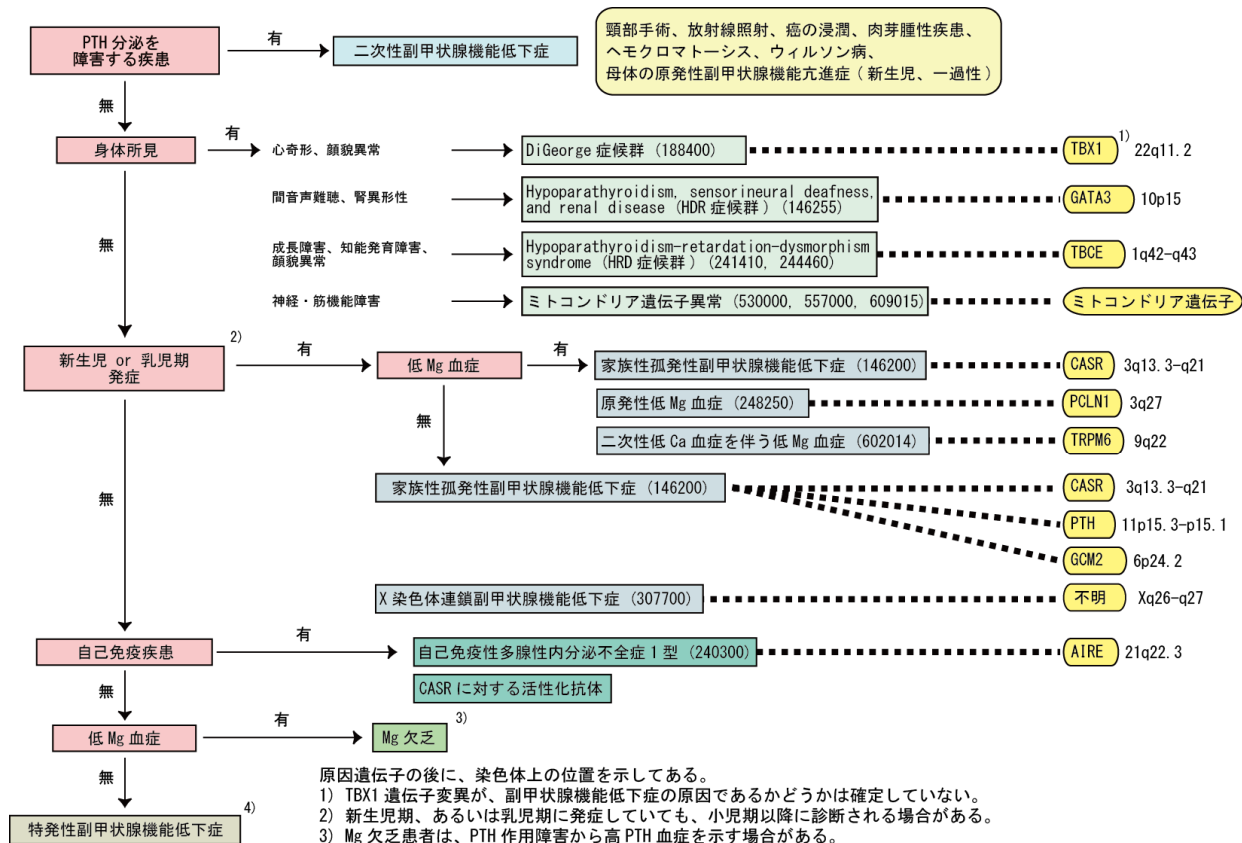 PTH 分泌を
障害する疾患
有
二次性副甲状腺機能低下症
頸部手術、放射線照射、癌の浸潤、肉芽腫性疾患、
ヘモクロマトーシス、ウィルソン病、
母体の原発性副甲状腺機能亢進症 ( 新生児、一過性 )
無
身体所見
有
心奇形、顔貌異常
DiGeorge 症候群 (188400)
TBX1 1) 22q11.2
間音声難聴、腎異形性
Hypoparathyroidism, sensorineural deafness,
and renal disease (HDR 症候群 ) (146255)
GATA3 10p15
無
成長障害、知能発育障害、
顔貌異常
Hypoparathyroidism-retardation-dysmorphism
syndrome (HRD 症候群 ) (241410, 244460)
TBCE 1q42-q43
神経・筋機能障害
ミトコンドリア遺伝子異常 (530000, 557000, 609015)
ミトコンドリア遺伝子
新生児 or 乳児期
発症
2)
有
低 Mg 血症
有
家族性孤発性副甲状腺機能低下症 (146200)
CASR 3q13.3-q21
原発性低 Mg 血症 (248250)
PCLN1 3q27
無
二次性低 Ca 血症を伴う低 Mg 血症 (602014)
TRPM6 9q22
無
家族性孤発性副甲状腺機能低下症 (146200)
CASR 3q13.3-q21
PTH 11p15.3-p15.1
GCM2 6p24.2
X 染色体連鎖副甲状腺機能低下症 (307700)
不明 Xq26-q27
自己免疫疾患
有
自己免疫性多腺性内分泌不全症 1 型 (240300)
AIRE 21q22.3
CASR に対する活性化抗体
無
低 Mg 血症
有
Mg 欠乏 3)
無
特発性副甲状腺機能低下症 4)
原因遺伝子の後に、染色体上の位置を示してある。
1) TBX1 遺伝子変異が、副甲状腺機能低下症の原因であるかどうかは確定していない。
2) 新生児期、あるいは乳児期に発症していても、小児期以降に診断される場合がある。
3) Mg 欠乏患者は、PTH 作用障害から高 PTH 血症を示す場合がある。